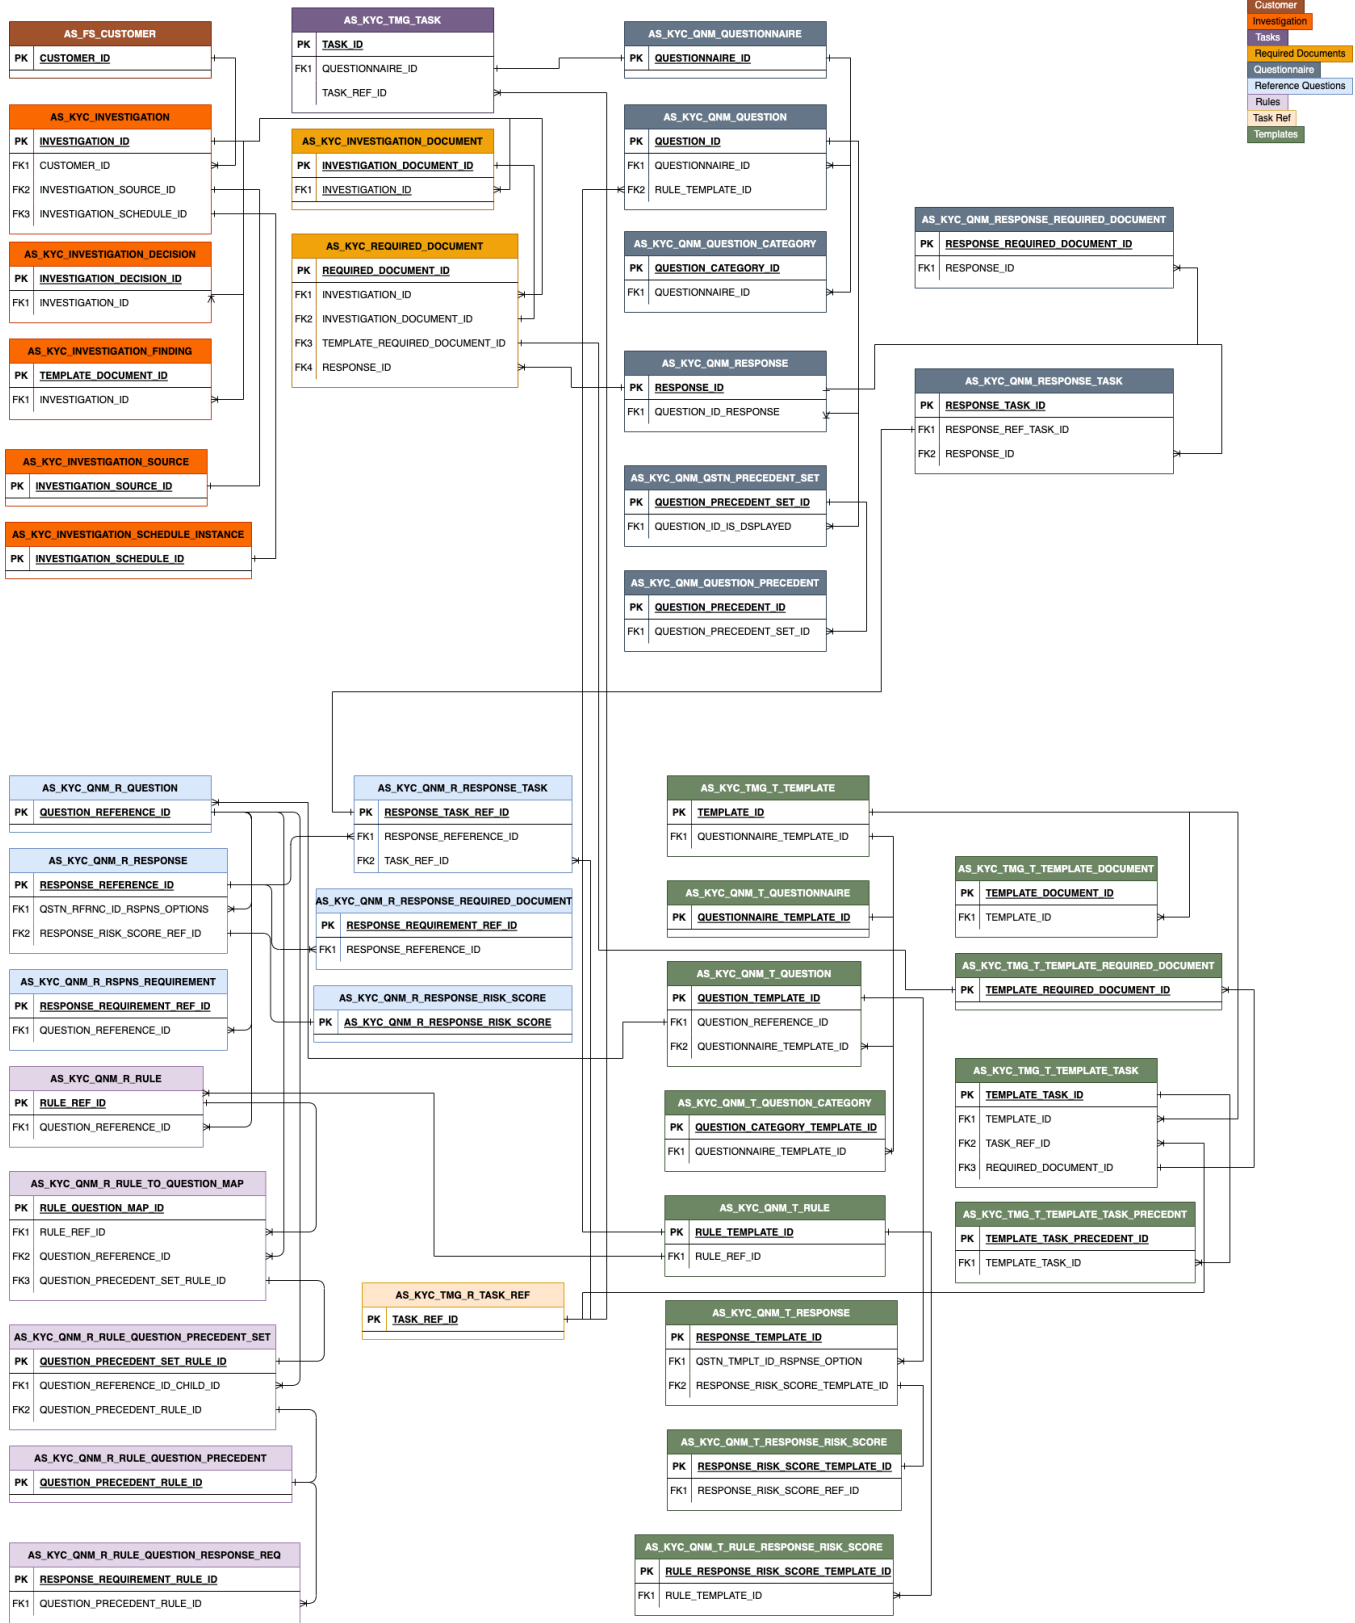 Customer
Investigation
Tasks
Required Documents
Questionnaire
Reference Questions
Rules
Task Ref
Templates
AS_FS_CUSTOMER
PK CUSTOMER_ID
AS_KYC_INVESTIGATION
PK INVESTIGATION_ID
FK1 CUSTOMER_ID
FK2 INVESTIGATION_SOURCE_ID
FK3 INVESTIGATION_SCHEDULE_ID
AS_KYC_INVESTIGATION_DECISION
PK INVESTIGATION_DECISION_ID
FK1 INVESTIGATION_ID
AS_KYC_INVESTIGATION_FINDING
PK TEMPLATE_DOCUMENT_ID
FK1 INVESTIGATION_ID
AS_KYC_INVESTIGATION_SOURCE
PK INVESTIGATION_SOURCE_ID
AS_KYC_INVESTIGATION_SCHEDULE_INSTANCE
PK INVESTIGATION_SCHEDULE_ID
AS_KYC_TMG_TASK
PK TASK_ID
FK1 QUESTIONNAIRE_ID
TASK_REF_ID
AS_KYC_INVESTIGATION_DOCUMENT
PK INVESTIGATION_DOCUMENT_ID
FK1 INVESTIGATION_ID
AS_KYC_REQUIRED_DOCUMENT
PK REQUIRED_DOCUMENT_ID
FK1 INVESTIGATION_ID
FK2 INVESTIGATION_DOCUMENT_ID
FK3 TEMPLATE_REQUIRED_DOCUMENT_ID
FK4 RESPONSE_ID
AS_KYC_QNM_QUESTIONNAIRE
PK QUESTIONNAIRE_ID
AS_KYC_QNM_QUESTION
PK QUESTION_ID
FK1 QUESTIONNAIRE_ID
FK2 RULE_TEMPLATE_ID
AS_KYC_QNM_QUESTION_CATEGORY
PK QUESTION_CATEGORY_ID
FK1 QUESTIONNAIRE_ID
AS_KYC_QNM_RESPONSE
PK RESPONSE_ID
FK1 QUESTION_ID_RESPONSE
AS_KYC_QNM_QSTN_PRECEDENT_SET
PK QUESTION_PRECEDENT_SET_ID
FK1 QUESTION_ID_IS_DSPLAYED
AS_KYC_QNM_QUESTION_PRECEDENT
PK QUESTION_PRECEDENT_ID
FK1 QUESTION_PRECEDENT_SET_ID
AS_KYC_QNM_RESPONSE_REQUIRED_DOCUMENT
PK RESPONSE_REQUIRED_DOCUMENT_ID
FK1 RESPONSE_ID
AS_KYC_QNM_RESPONSE_TASK
PK RESPONSE_TASK_ID
FK1 RESPONSE_REF_TASK_ID
FK2 RESPONSE_ID
AS_KYC_QNM_R_QUESTION
PK QUESTION_REFERENCE_ID
AS_KYC_QNM_R_RESPONSE
PK RESPONSE_REFERENCE_ID
FK1 QSTN_RFRNC_ID_RSPNS_OPTIONS
FK2 RESPONSE_RISK_SCORE_REF_ID
AS_KYC_QNM_R_RSPNS_REQUIREMENT
PK RESPONSE_REQUIREMENT_REF_ID
FK1 QUESTION_REFERENCE_ID
AS_KYC_QNM_R_RULE
PK RULE_REF_ID
FK1 QUESTION_REFERENCE_ID
AS_KYC_QNM_R_RULE_TO_QUESTION_MAP
PK RULE_QUESTION_MAP_ID
FK1 RULE_REF_ID
FK2 QUESTION_REFERENCE_ID
FK3 QUESTION_PRECEDENT_SET_RULE_ID
AS_KYC_QNM_R_RULE_QUESTION_PRECEDENT_SET
PK QUESTION_PRECEDENT_SET_RULE_ID
FK1 QUESTION_REFERENCE_ID_CHILD_ID
FK2 QUESTION_PRECEDENT_RULE_ID
AS_KYC_QNM_R_RULE_QUESTION_PRECEDENT
PK QUESTION_PRECEDENT_RULE_ID
AS_KYC_QNM_R_RULE_QUESTION_RESPONSE_REQ
PK RESPONSE_REQUIREMENT_RULE_ID
FK1 QUESTION_PRECEDENT_RULE_ID
AS_KYC_QNM_R_RESPONSE_TASK
PK RESPONSE_TASK_REF_ID
FK1 RESPONSE_REFERENCE_ID
FK2 TASK_REF_ID
AS_KYC_QNM_R_RESPONSE_REQUIRED_DOCUMENT
PK RESPONSE_REQUIREMENT_REF_ID
FK1 RESPONSE_REFERENCE_ID
AS_KYC_QNM_R_RESPONSE_RISK_SCORE
PK AS_KYC_QNM_R_RESPONSE_RISK_SCORE
AS_KYC_TMG_R_TASK_REF
PK TASK_REF_ID
AS_KYC_TMG_T_TEMPLATE
PK TEMPLATE_ID
FK1 QUESTIONNAIRE_TEMPLATE_ID
AS_KYC_QNM_T_QUESTIONNAIRE
PK QUESTIONNAIRE_TEMPLATE_ID
AS_KYC_QNM_T_QUESTION
PK QUESTION_TEMPLATE_ID
FK1 QUESTION_REFERENCE_ID
FK2 QUESTIONNAIRE_TEMPLATE_ID
AS_KYC_QNM_T_QUESTION_CATEGORY
PK QUESTION_CATEGORY_TEMPLATE_ID
FK1 QUESTIONNAIRE_TEMPLATE_ID
AS_KYC_QNM_T_RULE
PK RULE_TEMPLATE_ID
FK1 RULE_REF_ID
AS_KYC_QNM_T_RESPONSE
PK RESPONSE_TEMPLATE_ID
FK1 QSTN_TMPLT_ID_RSPNSE_OPTION
FK2 RESPONSE_RISK_SCORE_TEMPLATE_ID
AS_KYC_QNM_T_RESPONSE_RISK_SCORE
PK RESPONSE_RISK_SCORE_TEMPLATE_ID
FK1 RESPONSE_RISK_SCORE_REF_ID
AS_KYC_QNM_T_RULE_RESPONSE_RISK_SCORE
PK RULE_RESPONSE_RISK_SCORE_TEMPLATE_ID
FK1 RULE_TEMPLATE_ID
AS_KYC_TMG_T_TEMPLATE_DOCUMENT
PK TEMPLATE_DOCUMENT_ID
FK1 TEMPLATE_ID
AS_KYC_TMG_T_TEMPLATE_REQUIRED_DOCUMENT
PK TEMPLATE_REQUIRED_DOCUMENT_ID
AS_KYC_TMG_T_TEMPLATE_TASK
PK TEMPLATE_TASK_ID
FK1 TEMPLATE_ID
FK2 TASK_REF_ID
FK3 REQUIRED_DOCUMENT_ID
AS_KYC_TMG_T_TEMPLATE_TASK_PRECEDNT
PK TEMPLATE_TASK_PRECEDENT_ID
FK1 TEMPLATE_TASK_ID